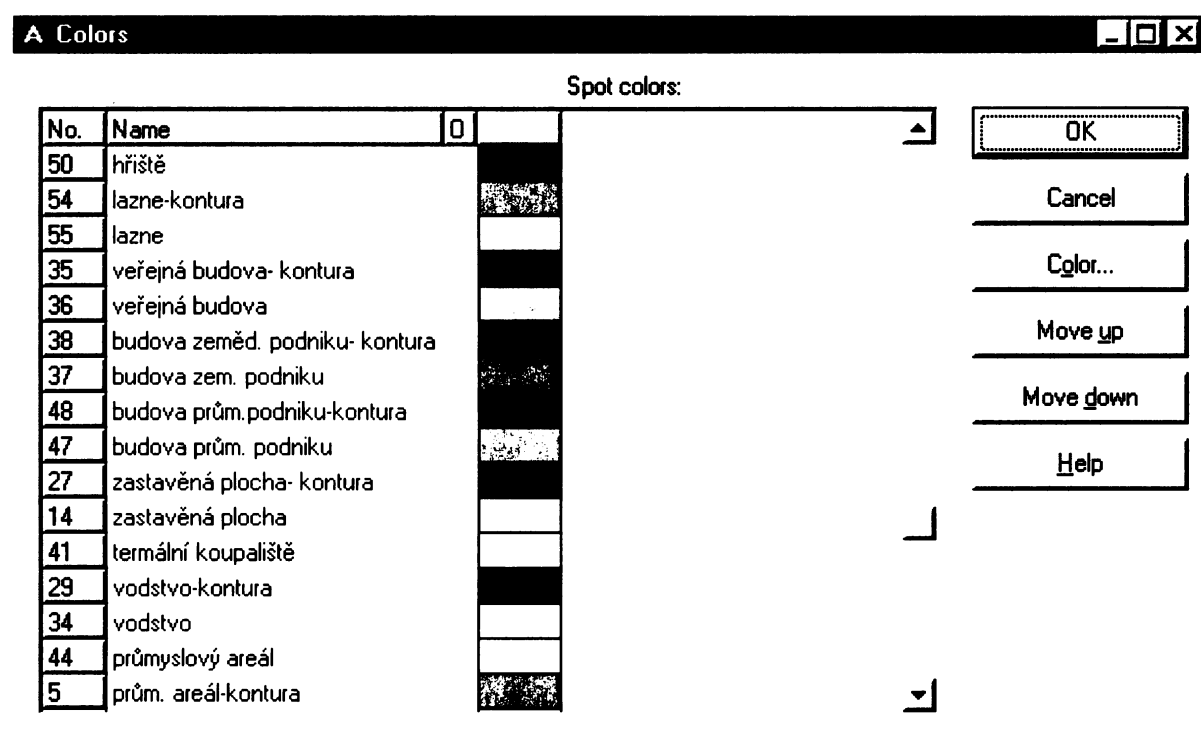 A Colors
Spot colors:
No. Name O
50 hřiště
54 lazne-kontura
55 lazne
35 veřejná budova- kontura
36 veřejná budova
38 budova zeměd. podniku- kontura
37 budova zem. podniku
48 budova prům.podniku-kontura
47 budova prům. podniku
27 zastavěná plocha- kontura
14 zastavěná plocha
41 termální koupaliště
29 vodstvo-kontura
34 vodstvo
44 průmyslový areál
5 prům. areál-kontura
OK
Cancel
Color...
Move up
Move down
Help